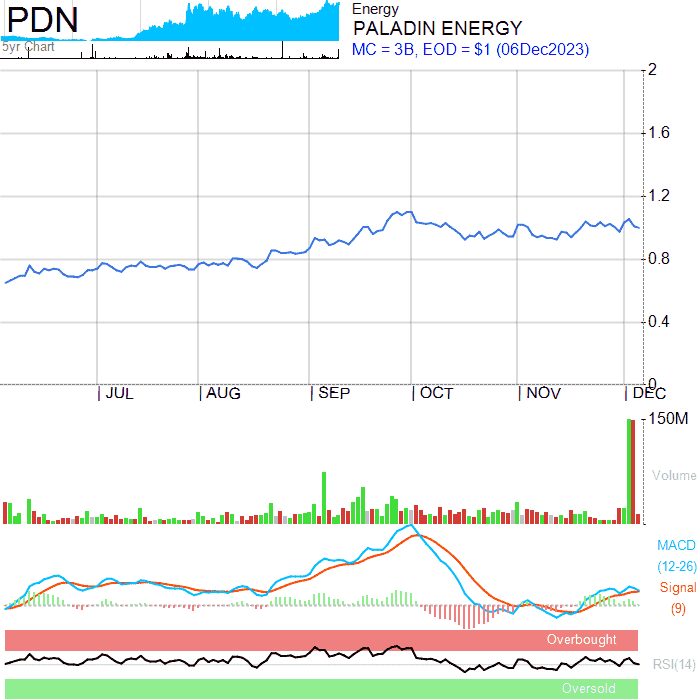 PDN
5yr Chart
Energy
PALADIN ENERGY
MC = 3B, EOD = $1 (06Dec2023)
2
1.6
1.2
0.8
0.4
0
JUL AUG SEP OCT NOV DEC
150M
Volume
MACD
(12-26)
Signal
(9)
Overbought
RSI(14)
Oversold